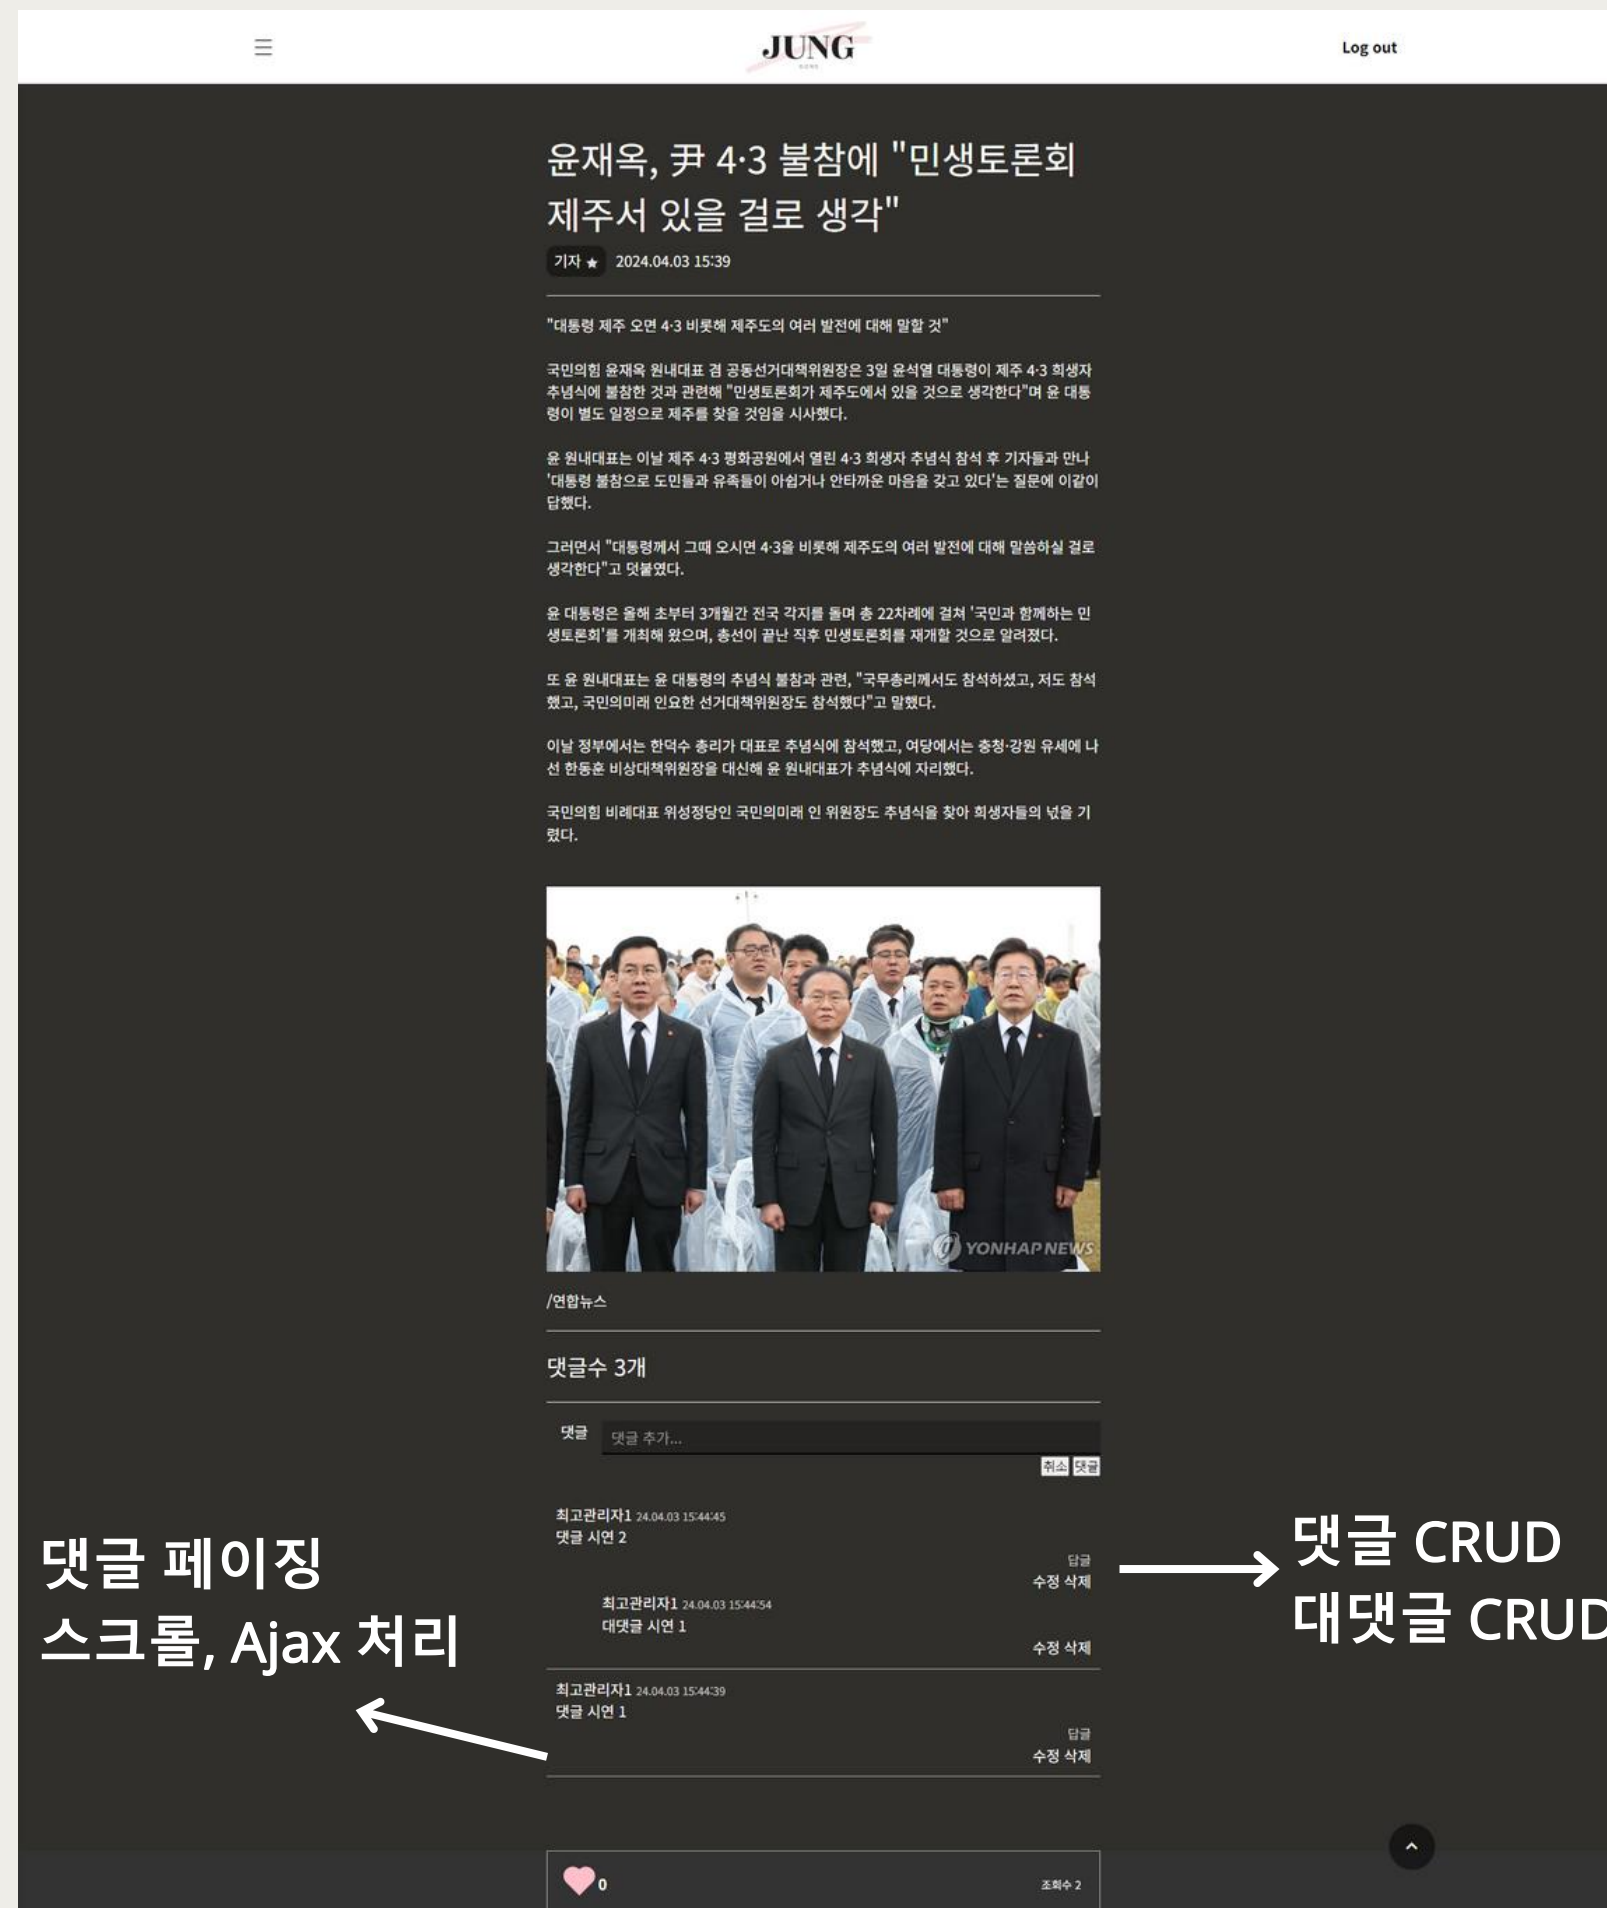 JUNG
Log out
윤재옥, 尹 4·3 불참에 "민생토론회
제주서 있을 걸로 생각"
기자 ★ 2024.04.03 15:39
"대통령 제주 오면 4·3 비롯해 제주도의 여러 발전에 대해 말할 것"
국민의힘 윤재옥 원내대표 겸 공동선거대책위원장은 3일 윤석열 대통령이 제주 4·3 희생자
추념식에 불참한 것과 관련해 "민생토론회가 제주도에서 있을 것으로 생각한다"며 윤 대통
령이 별도 일정으로 제주를 찾을 것임을 시사했다.
윤 원내대표는 이날 제주 4·3 평화공원에서 열린 4·3 희생자 추념식 참석 후 기자들과 만나
'대통령 불참으로 도민들과 유족들이 아쉽거나 안타까운 마음을 갖고 있다'는 질문에 이같이
답했다.
그러면서 "대통령께서 그때 오시면 4·3을 비롯해 제주도의 여러 발전에 대해 말씀하실 걸로
생각한다"고 덧붙였다.
윤 대통령은 올해 초부터 3개월간 전국 각지를 돌며 총 22차례에 걸쳐 '국민과 함께하는 민
생토론회'를 개최해 왔으며, 총선이 끝난 직후 민생토론회를 재개할 것으로 알려졌다.
또 윤 원내대표는 윤 대통령의 추념식 불참과 관련, "국무총리께서도 참석하셨고, 저도 참석
했고, 국민의미래 인요한 선거대책위원장도 참석했다"고 말했다.
이날 정부에서는 한덕수 총리가 대표로 추념식에 참석했고, 여당에서는 충청·강원 유세에 나
선 한동훈 비상대책위원장을 대신해 윤 원내대표가 추념식에 자리했다.
국민의힘 비례대표 위성정당인 국민의미래 인 위원장도 추념식을 찾아 희생자들의 넋을 기
렸다.
YONHAP NEWS
/연합뉴스
댓글수 3개
댓글 댓글 추가...
취소 댓글
최고관리자1 24.04.03 15:44:45
댓글 시연 2
답글
수정 삭제
최고관리자1 24.04.03 15:44:54
대댓글 시연 1
수정 삭제
최고관리자1 24.04.03 15:44:39
댓글 시연 1
답글
수정 삭제
댓글 페이징
스크롤, Ajax 처리
댓글 CRUD
대댓글 CRUD
0
조회수 2